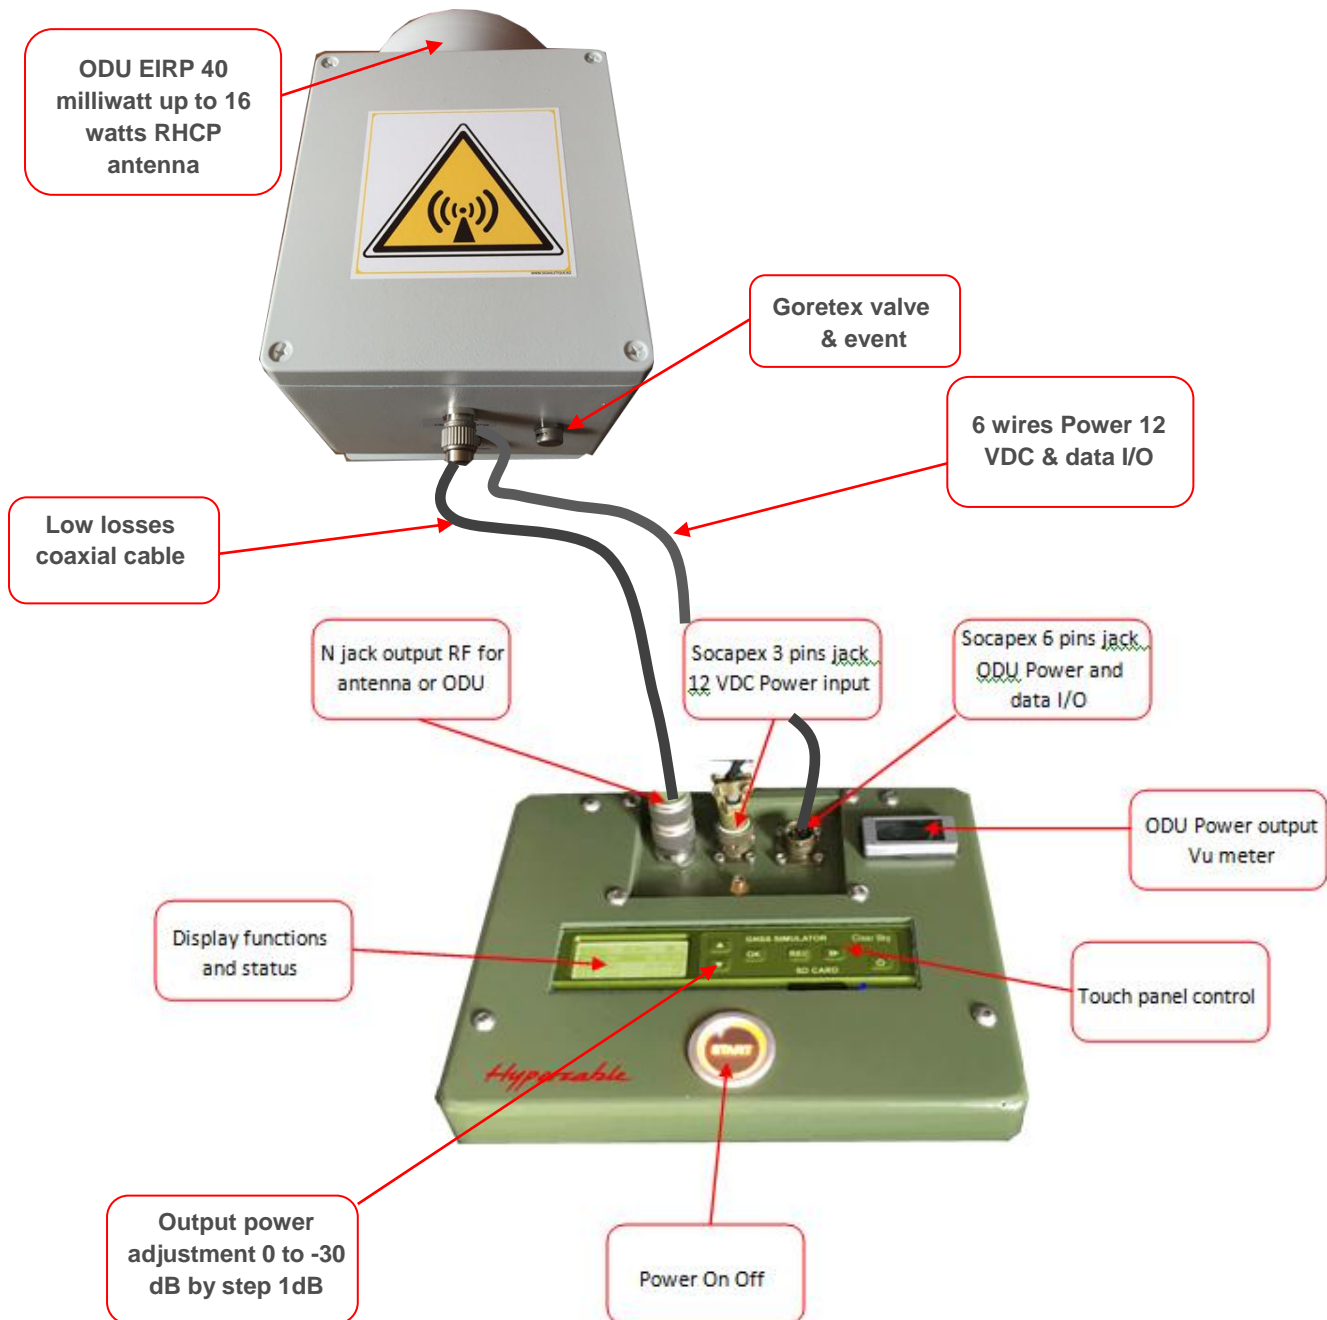 ODU EIRP 40
milliwatt up to 16
watts RHCP
antenna
Goretex valve
& event
6 wires Power 12
VDC & data I/O
Low losses
coaxial cable
N jack output RF for
antenna or ODU
Socapex 3 pins jack
12 VDC Power input
Socapex 6 pins jack
ODU Power and
data I/O
ODU Power output
Vu meter
Display functions
and status
GNSS SIMULATOR
Clear Sky
OK
REC
SD CARD
Touch panel control
START
Hypercable
Output power
adjustment 0 to -30
dB by step 1dB
Power On Off